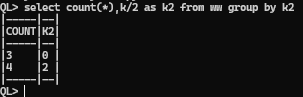 QL> select count(*),k/2 as k2 from ww group by k2
|-----|--|
|COUNT|K2|
|-----|--|
|3    |0 |
|4    |2 |
|-----|--|
QL>